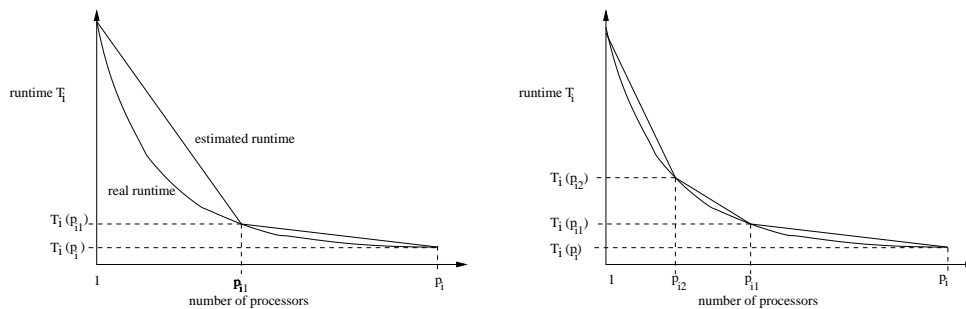 runtime T_i
estimated runtime
real runtime
T_i (p_i1)
T_i (p_i)
1
p_i1
p_i
number of processors
runtime T_i
T_i (p_i2)
T_i (p_i1)
T_i (p_i)
1
p_i2
p_i1
p_i
number of processors